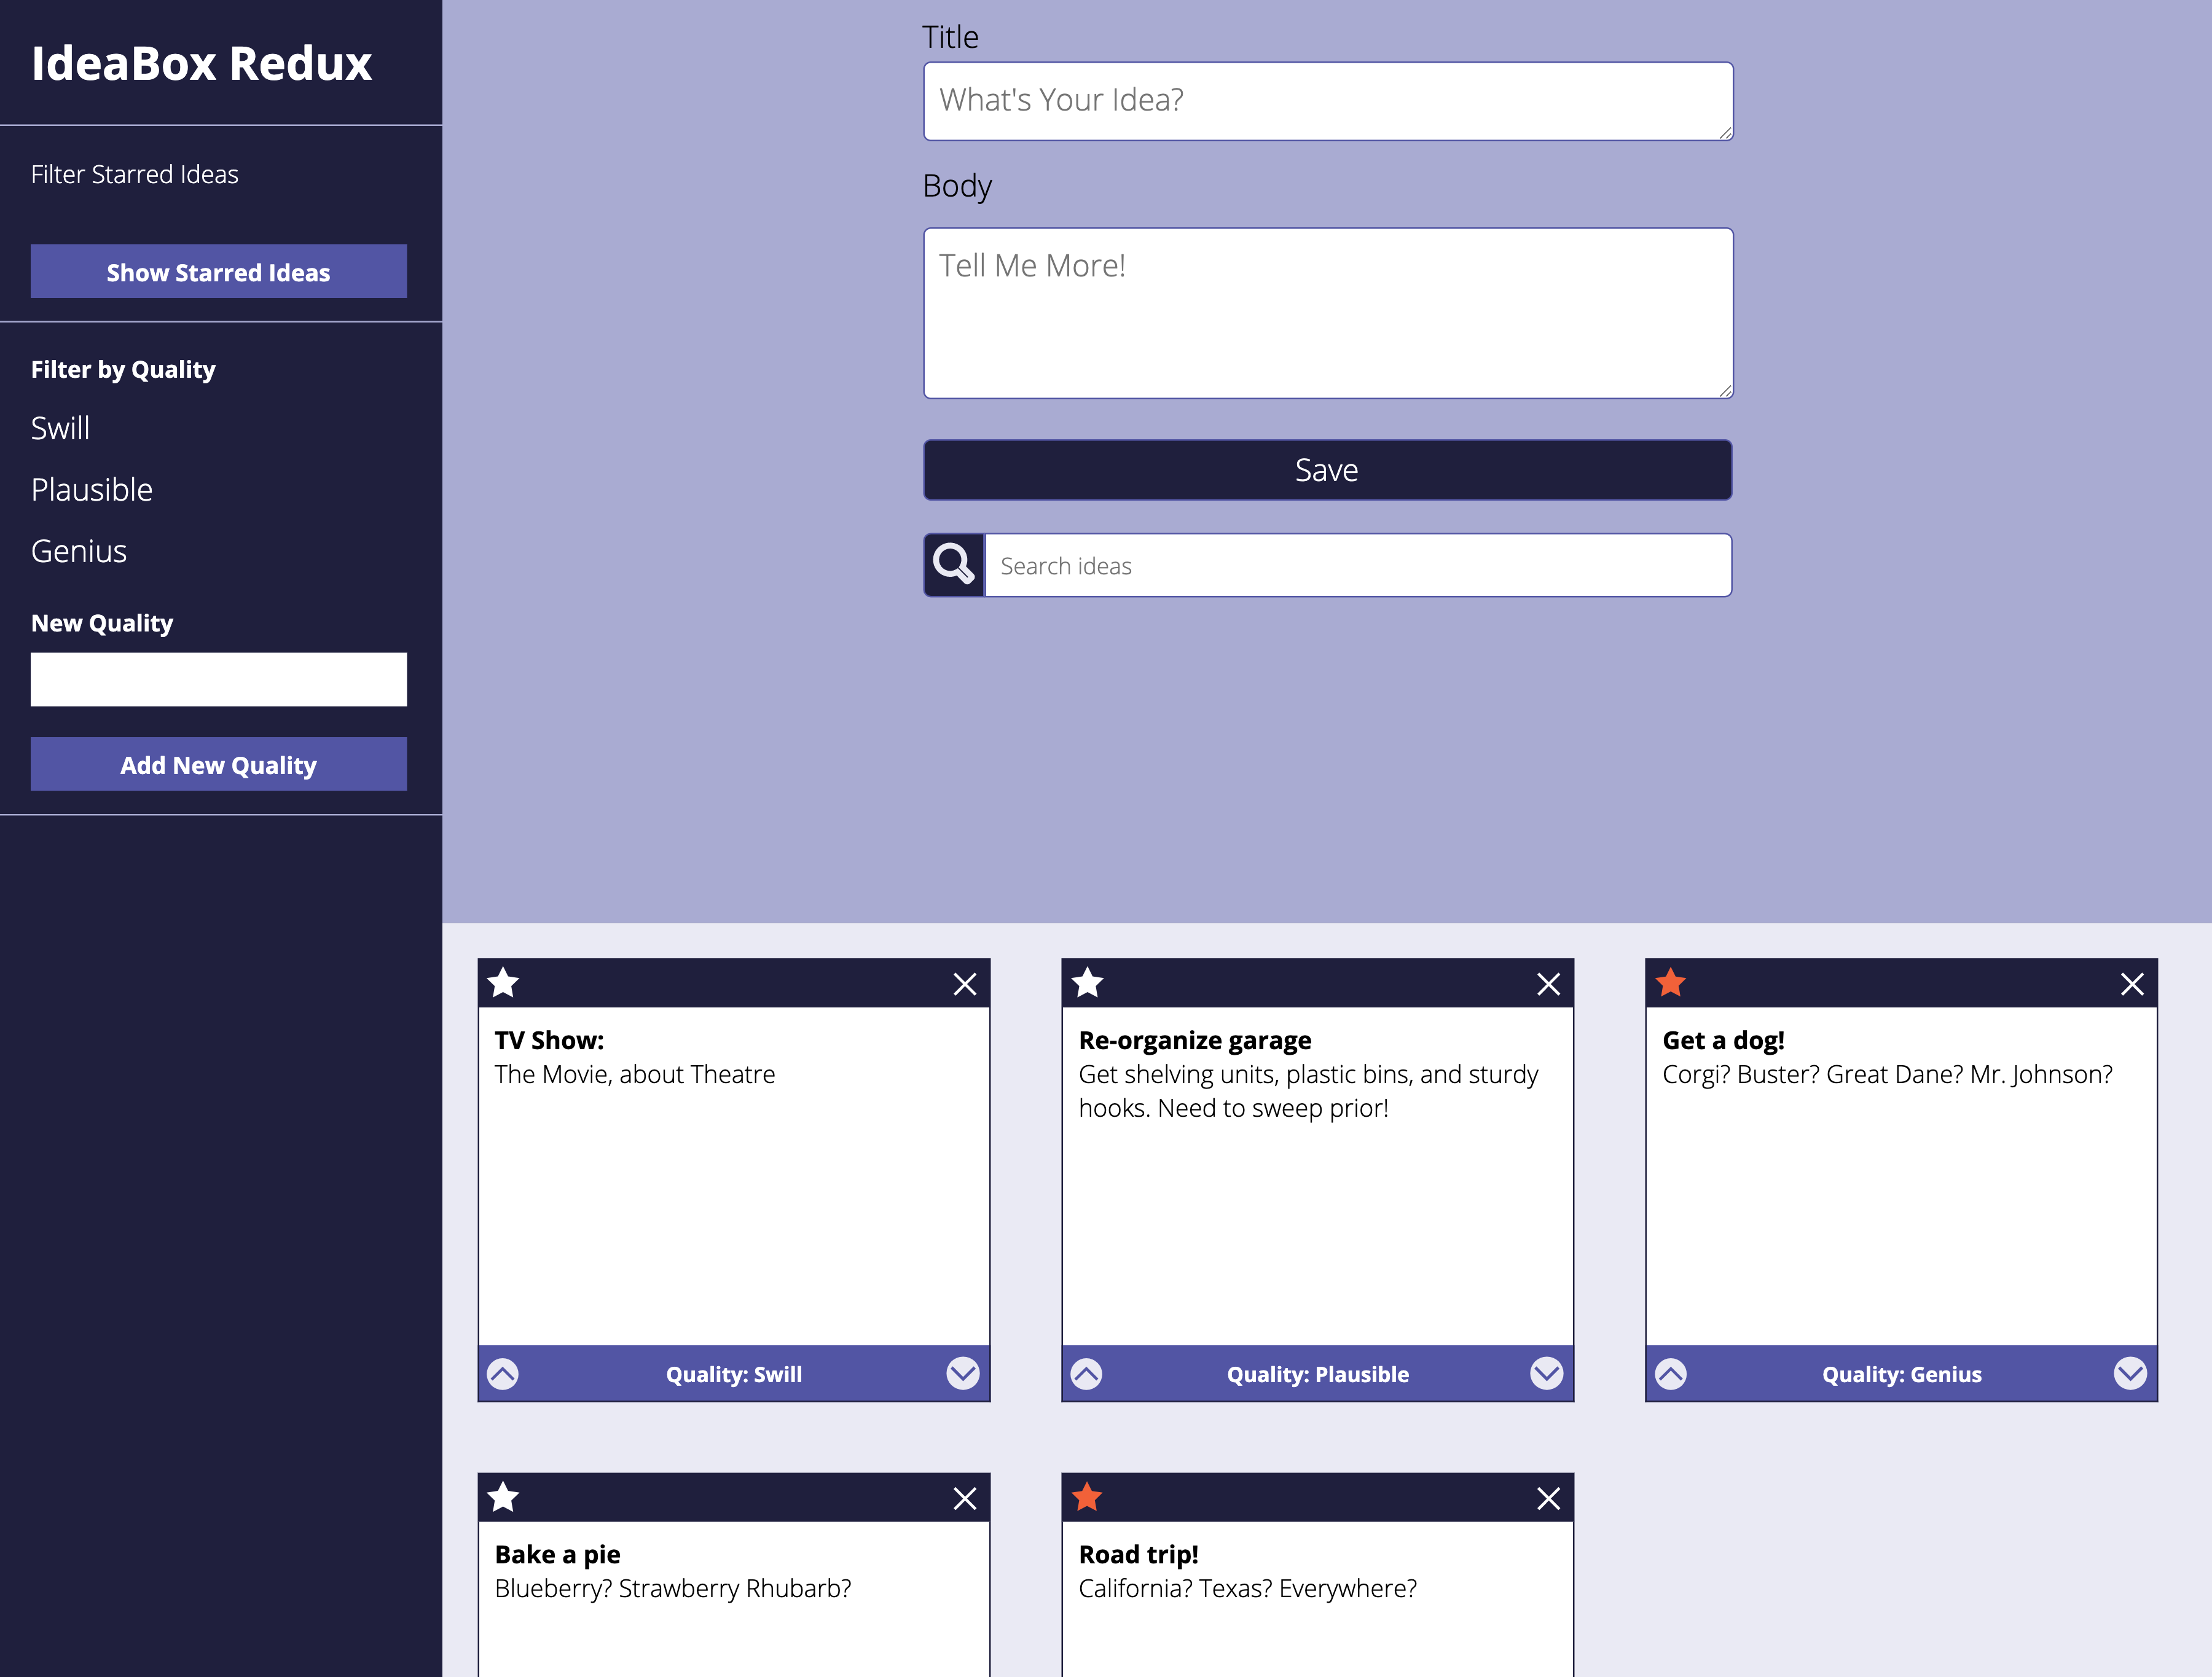 IdeaBox Redux
Filter Starred Ideas
Show Starred Ideas
Filter by Quality
Swill
Plausible
Genius
New Quality
Add New Quality
Title
What's Your Idea?
Body
Tell Me More!
Save
Search ideas
TV Show:
The Movie, about Theatre
Quality: Swill
Re-organize garage
Get shelving units, plastic bins, and sturdy
hooks. Need to sweep prior!
Quality: Plausible
Get a dog!
Corgi? Buster? Great Dane? Mr. Johnson?
Quality: Genius
Bake a pie
Blueberry? Strawberry Rhubarb?
Road trip!
California? Texas? Everywhere?